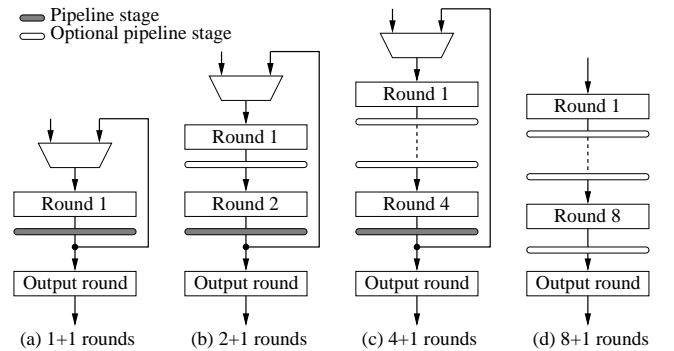 Pipeline stage
Optional pipeline stage
Round 1
Output round
(a) 1+1 rounds
Round 1
Round 2
Output round
(b) 2+1 rounds
Round 1
Round 4
Output round
(c) 4+1 rounds
Round 1
Round 8
Output round
(d) 8+1 rounds